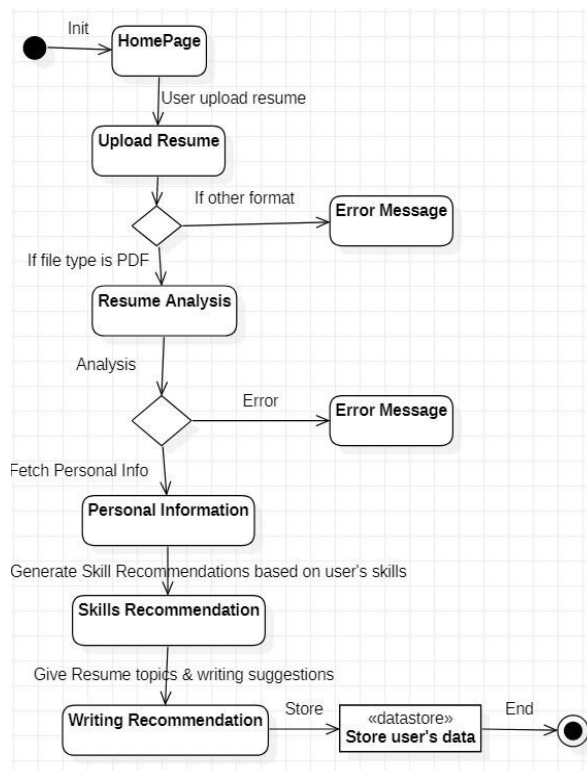 Init
HomePage
User upload resume
Upload Resume
If other format
Error Message
If file type is PDF
Resume Analysis
Analysis
Error
Error Message
Fetch Personal Info
Personal Information
Generate Skill Recommendations based on user's skills
Skills Recommendation
Give Resume topics & writing suggestions
Writing Recommendation
Store
«datastore»
Store user's data
End